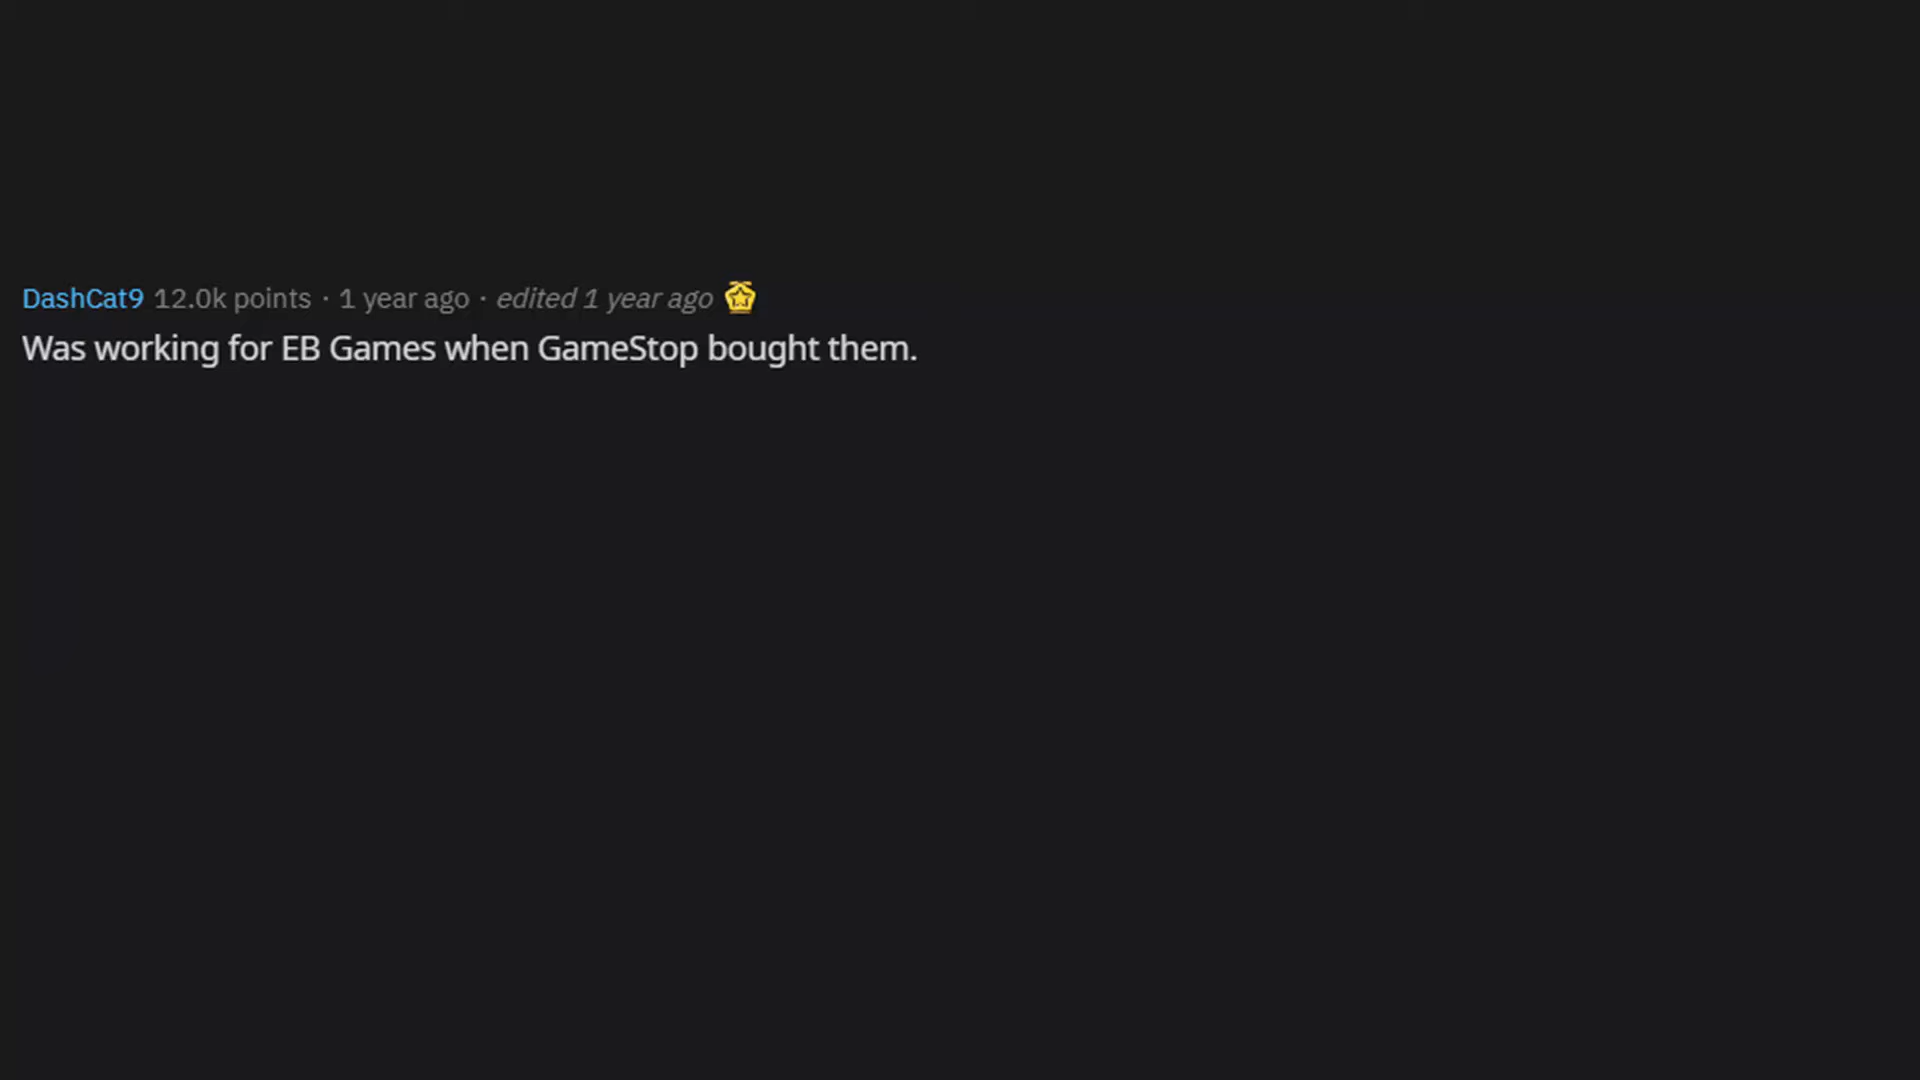 DashCat9 12.0k points · 1 year ago · edited 1 year ago
Was working for EB Games when GameStop bought them.